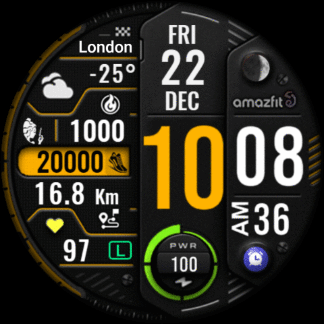 London
-25°
1000
20000
16.8 Km
97 L
FRI
22
DEC
10
PWR
100
amazfit
08
AM 36